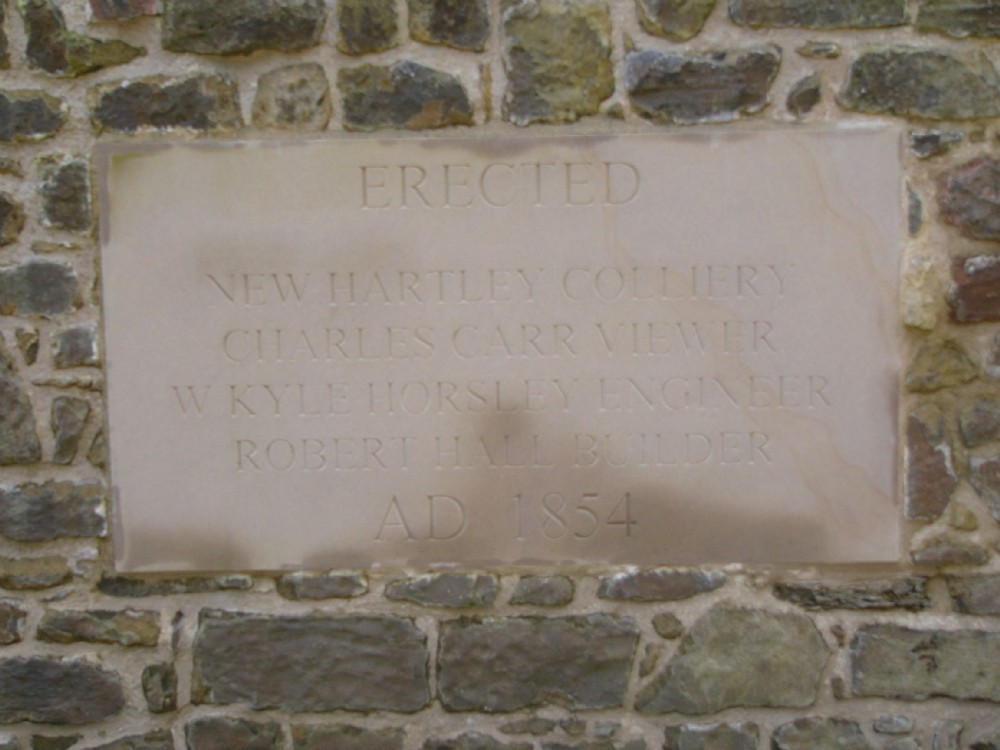 ERECTED
NEW HARTLEY COLLIERY
CHARLES CARR VIEWER
W KYLE HORSLEY ENGINEER
ROBERT HALL BUILDER
AD 1854